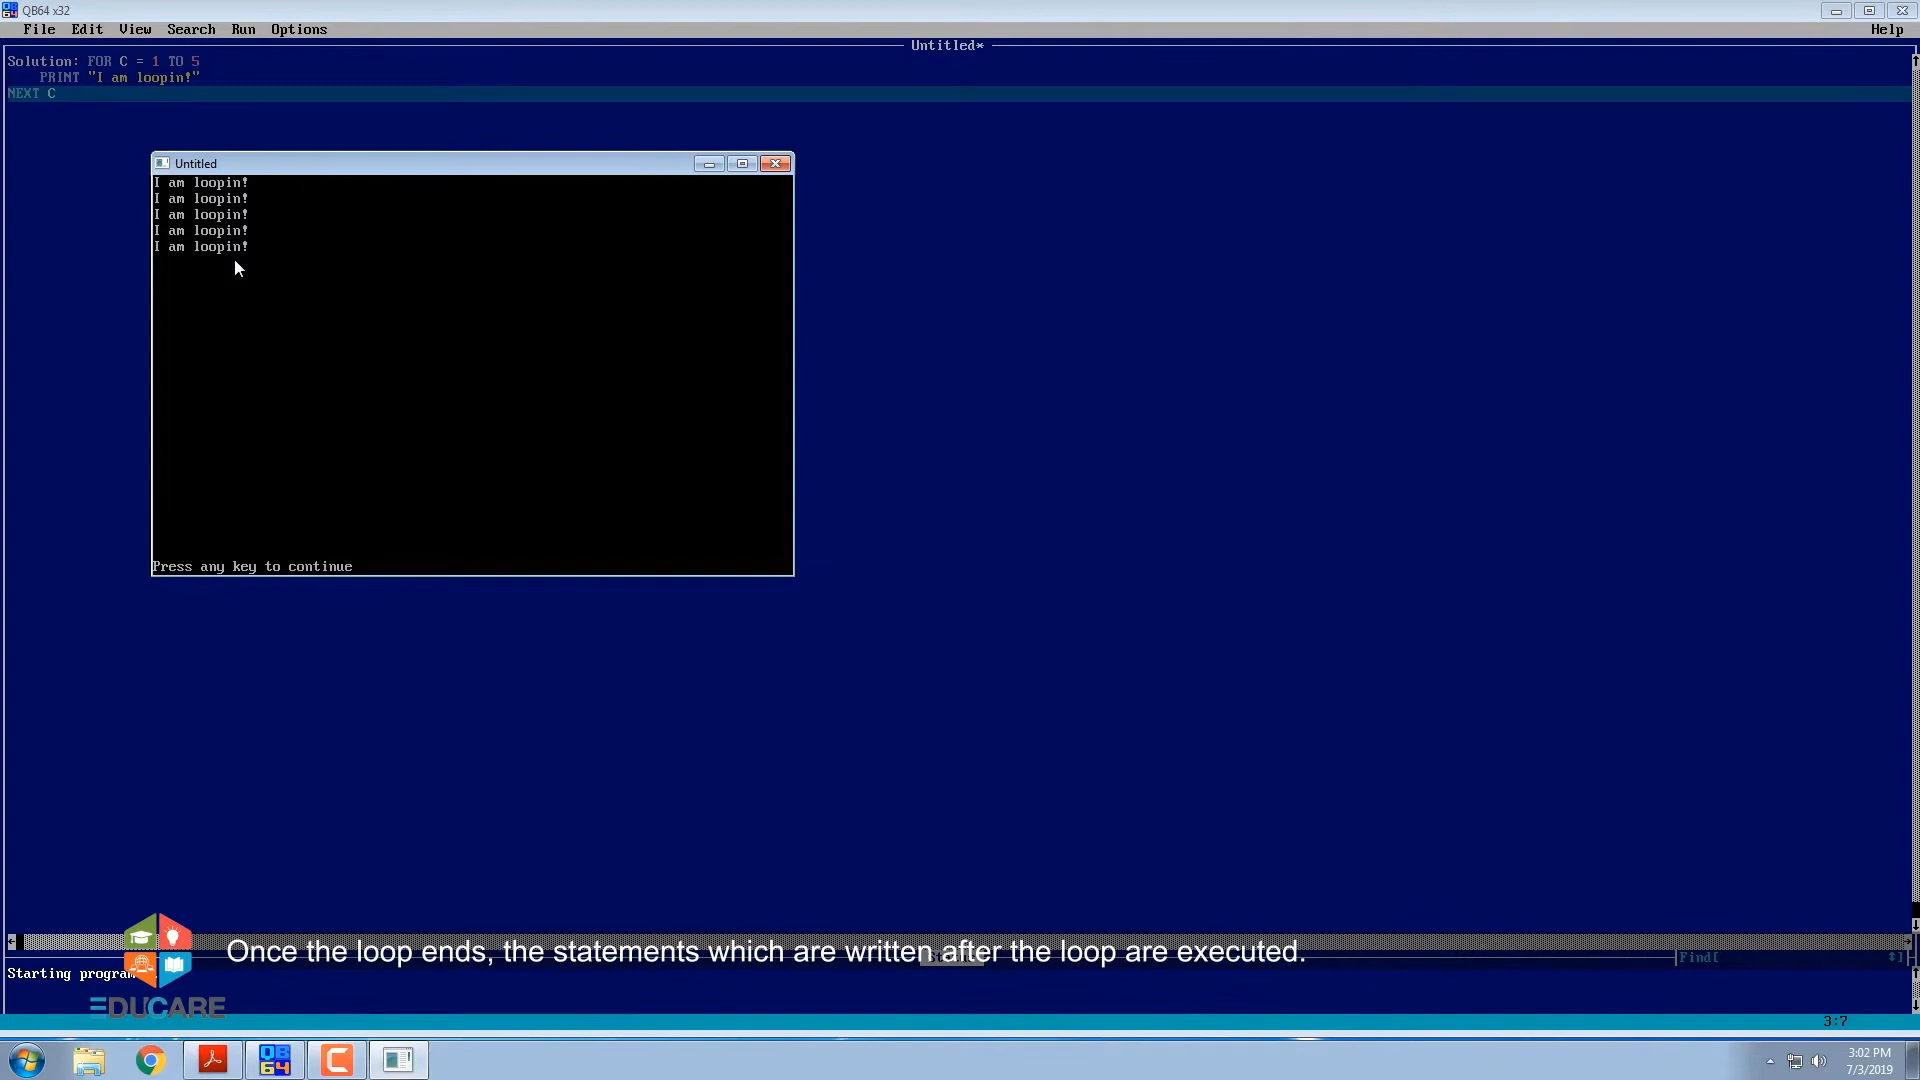 QB64 x32
File Edit View Search Run Options Help
Untitled*
Solution: FOR C = 1 TO 5
PRINT "I am loopin!"
NEXT C
Untitled
I am loopin!
I am loopin!
I am loopin!
I am loopin!
I am loopin!
Press any key to continue
Once the loop ends, the statements which are written after the loop are executed.
Find[
Starting program
EDUCARE
3:7
QB64
3:02 PM
7/3/2019